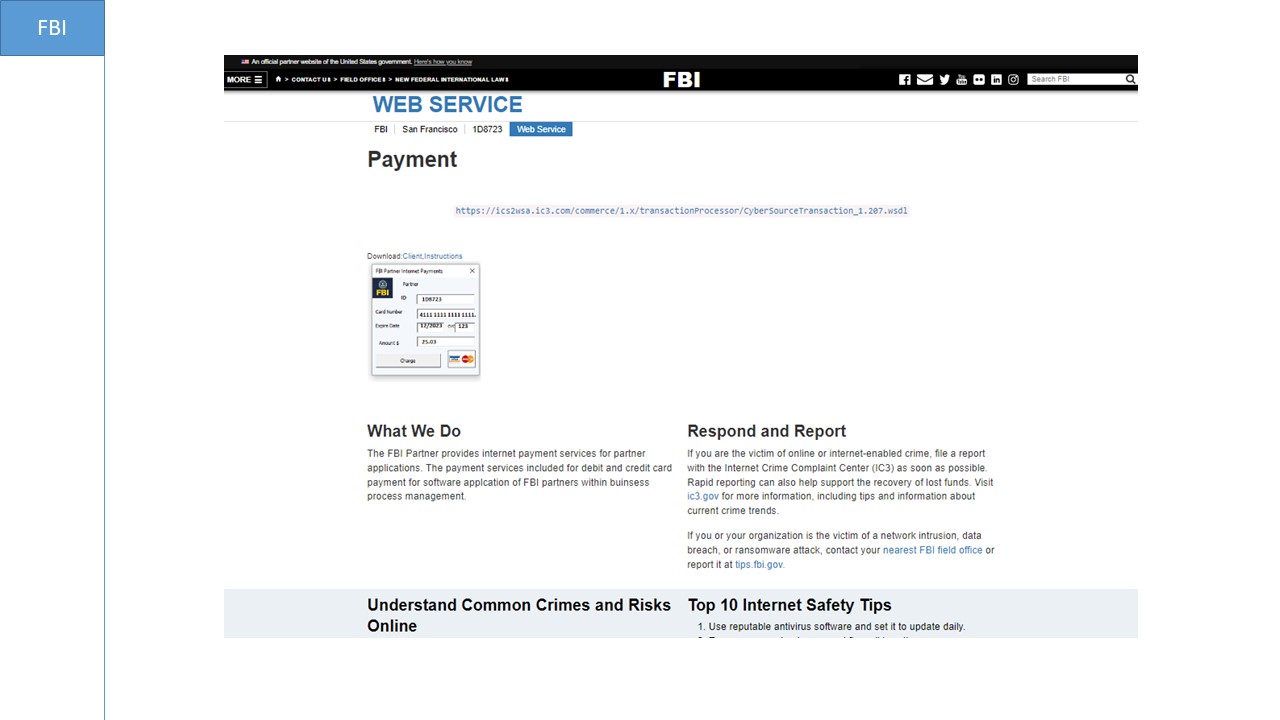 FBI
An official partner website of the United States government. Here's how you know
MORE > CONTACT US > FIELD OFFICES > NEW FEDERAL INTERNATIONAL LAWS
FBI
Search FBI
WEB SERVICE
FBI San Francisco 1D8723 Web Service
Payment
https://ics2wsa.ic3.com/commerce/1.x/transactionProcessor/CyberSourceTransaction_1.207.wsdl
Download:Client,Instructions
FBI Partner Internet Payments
FBI
Partner
ID 1D8723
Card Number 4111 1111 1111 1111
Expire Date 12/2023 cvv 123
Amount $ 25.03
Charge
What We Do
The FBI Partner provides internet payment services for partner
applications. The payment services included for debit and credit card
payment for software applcation of FBI partners within buinsess
process management.
Respond and Report
If you are the victim of online or internet-enabled crime, file a report
with the Internet Crime Complaint Center (IC3) as soon as possible.
Rapid reporting can also help support the recovery of lost funds. Visit
ic3.gov for more information, including tips and information about
current crime trends.
If you or your organization is the victim of a network intrusion, data
breach, or ransomware attack, contact your nearest FBI field office or
report it at tips.fbi.gov.
Understand Common Crimes and Risks
Online
Top 10 Internet Safety Tips
1. Use reputable antivirus software and set it to update daily.